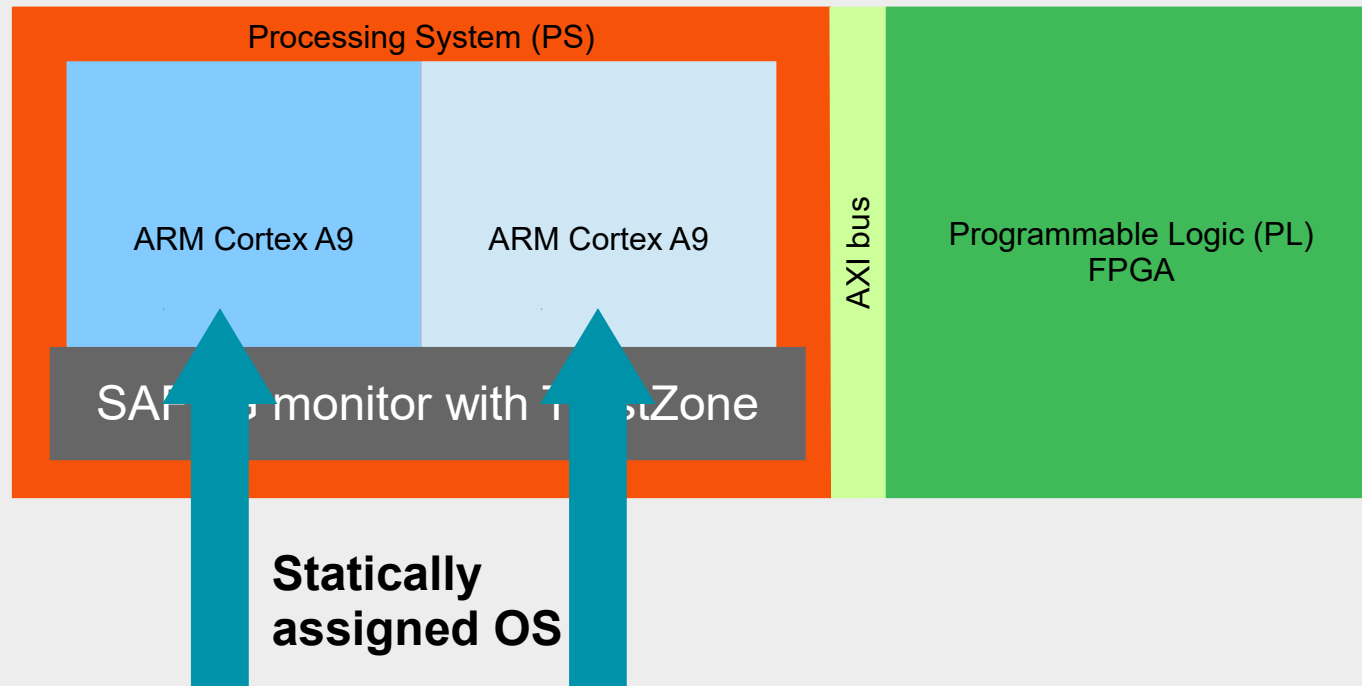 Processing System (PS)
ARM Cortex A9
ARM Cortex A9
AXI bus
Programmable Logic (PL)
FPGA
monitor with
Statically
assigned OS